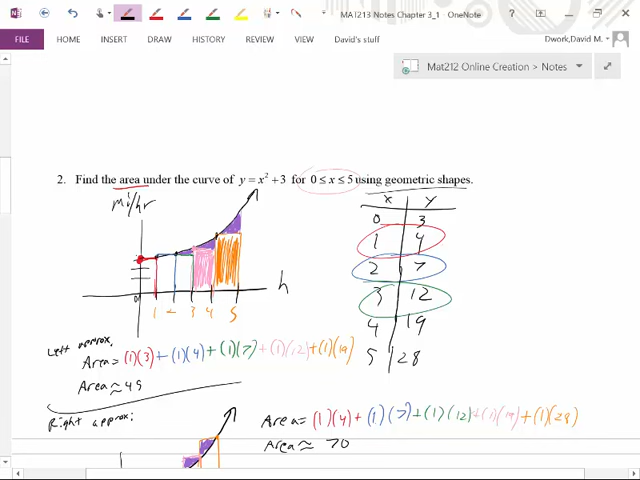 MAT213 Notes Chapter 3_1 - OneNote
FILE HOME INSERT DRAW HISTORY REVIEW VIEW David's stuff Dwork,David M.
Mat212 Online Creation > Notes
2. Find the area under the curve of y = x² + 3 for 0 ≤ x ≤ 5 using geometric shapes.
mi/hr
X Y
0 3
1 4
2 7
3 12
4 19
5 28
h
0
1 2 3 4 5
Left approx.
Area = (1)(3) + (1)(4) + (1)(7) + (1)(12) + (1)(19)
Area ≈ 45
Right approx:
Area = (1)(4) + (1)(7) + (1)(12) + (1)(19) + (1)(28)
Area ≈ 70